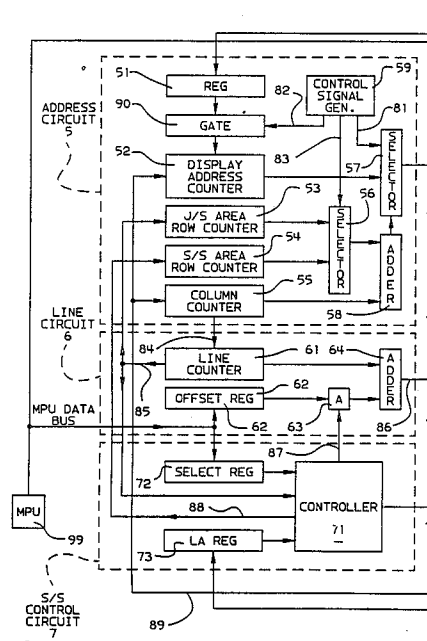 51
REG
59
CONTROL
SIGNAL
GEN.
82
81
ADDRESS
CIRCUIT
5
90
GATE
83
57
SELECTOR
52
DISPLAY
ADDRESS
COUNTER
53
56
J/S AREA
ROW COUNTER
SELECTOR
54
S/S AREA
ROW COUNTER
ADDER
55
COLUMN
COUNTER
58
LINE
CIRCUIT
6
84
61
64
LINE
COUNTER
ADDER
85
OFFSET REG
62
62
A
63
86
MPU DATA
BUS
87
SELECT REG
72
88
CONTROLLER
71
MPU
99
73
LA REG
S/S
CONTROL
CIRCUIT
7
89